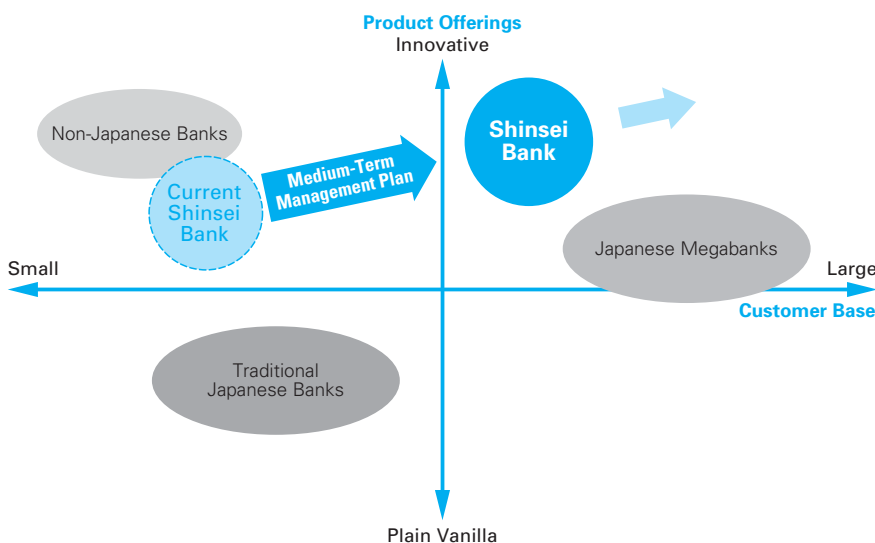 Product Offerings
Innovative
Non-Japanese Banks
Shinsei
Bank
Medium-Term
Management Plan
Current
Shinsei
Bank
Japanese Megabanks
Small
Large
Customer Base
Traditional
Japanese Banks
Plain Vanilla